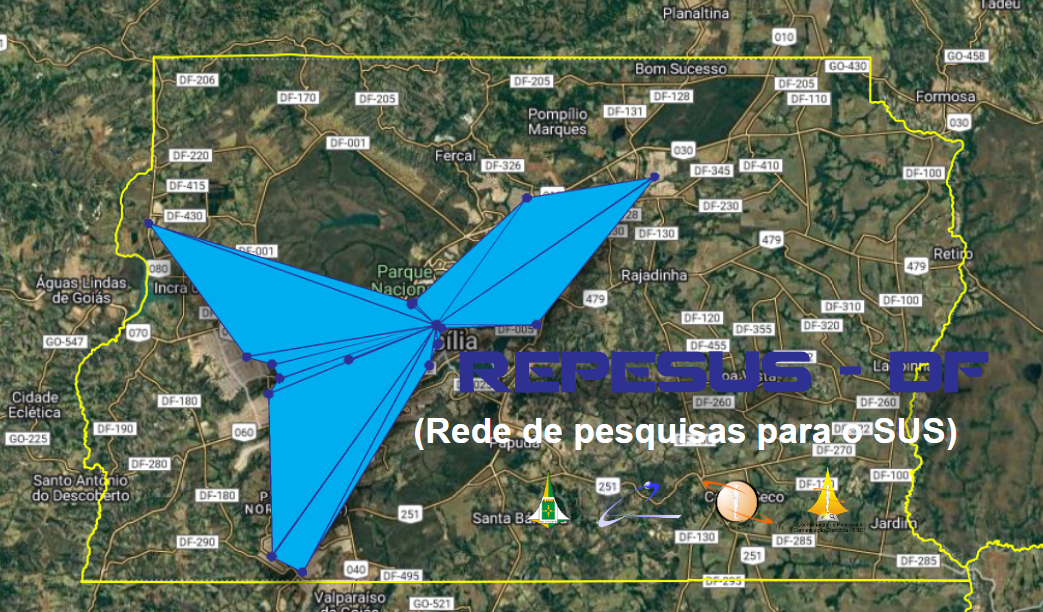 Planaltina
Tadeu
010
GO-458
DF-206
DF-205
Bom Sucesso
GO-430
DF-205
DF-170
DF-205
DF-128
DF-110
Formosa
Pompílio
Marques
DF-131
030
DF-001
030
DF-220
Fercal
DF-326
DF-345
DF-410
DF-100
DF-415
DF-430
DF-230
DF-130
479
DF-001
Retiro
080
Parque
479
Águas Lindas
de Goiás
Incra
Rajadinha
479
DF-310
DF-100
070
DF-005
DF-120
DF-320
DF-355
GO-547
DF-455
REPESUS - DF
Cidade
Eclética
DF-180
DF-260
DF-260
(Rede de pesquisas para o SUS)
DF-190
060
GO-225
Papuda
DF-270
DF-280
Santo Antônio
do Descoberto
DF-180
251
DF-100
251
Santa
Jardim
DF-290
DF-130
DF-285
251
DF-285
040
DF-495
DF-295
Valparaíso
de Goiás
GO-521